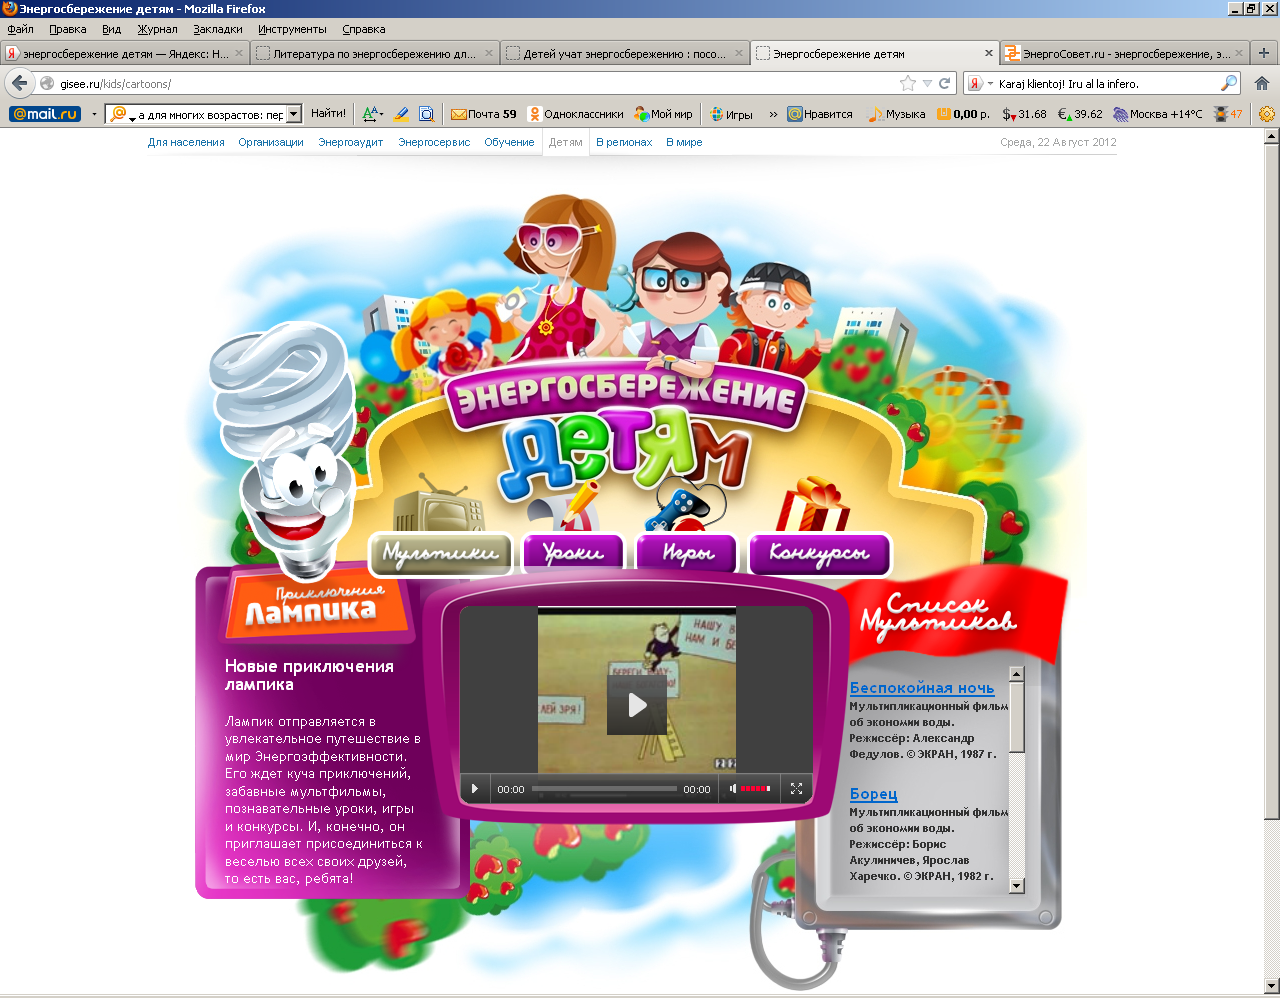 Энергосбережение детям - Mozilla Firefox
Файл Правка Вид Журнал Закладки Инструменты Справка
энергосбережение детям — Яндекс: Н...
Литература по энергосбережению дл...
Детей учат энергосбережению : посо...
Энергосбережение детям
ЭнергоСовет.ru - энергосбережение, э...
gisee.ru/kids/cartoons/
Karaj klientoj! Iru al la infero.
@mail.ru
а для многих возрастов: пер
Найти!
Почта 59
Одноклассники
Мой мир
Игры
»
Нравится
Музыка
0,00 р.
$ 31.68
€ 39.62
Москва +14°C
47
Для населения Организации Энергоаудит Энергосервис Обучение Детям В регионах В мире
Среда, 22 Август 2012
ЭНЕРГОСБЕРЕЖЕНИЕ
Детям
Мультики
Уроки
Игры
Конкурсы
Приключения
Лампика
Новые приключения
лампика
Лампик отправляется в
увлекательное путешествие в
мир Энергоэффективности.
Его ждет куча приключений,
забавные мультфильмы,
познавательные уроки, игры
и конкурсы. И, конечно, он
приглашает присоединиться к
веселью всех своих друзей,
то есть вас, ребята!
НАШУ
НАМ И БЕ
БЕРЕГИ ВОДУ-
ЛЕЙ ЗРЯ!
00:00
00:00
Список
Мультиков
Беспокойная ночь
Мультипликационный фильм
об экономии воды.
Режиссёр: Александр
Федулов. © ЭКРАН, 1987 г.
Борец
Мультипликационный фильм
об экономии воды.
Режиссёр: Борис
Акулиничев, Ярослав
Харечко. © ЭКРАН, 1982 г.